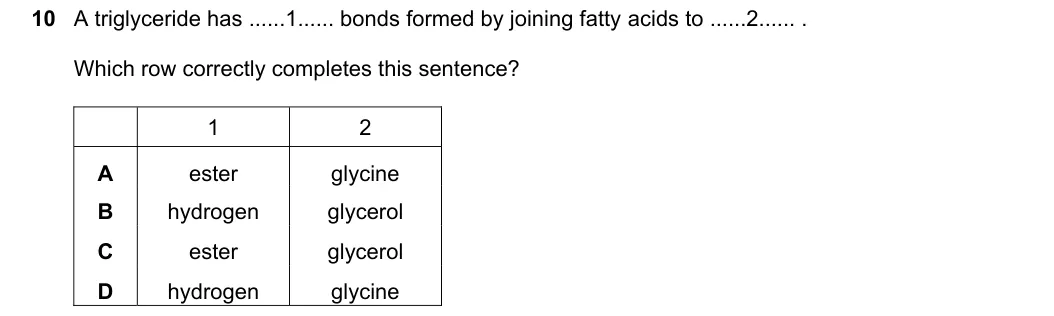 10 A triglyceride has ......1...... bonds formed by joining fatty acids to ......2...... .
Which row correctly completes this sentence?
1 2
A ester glycine
B hydrogen glycerol
C ester glycerol
D hydrogen glycine